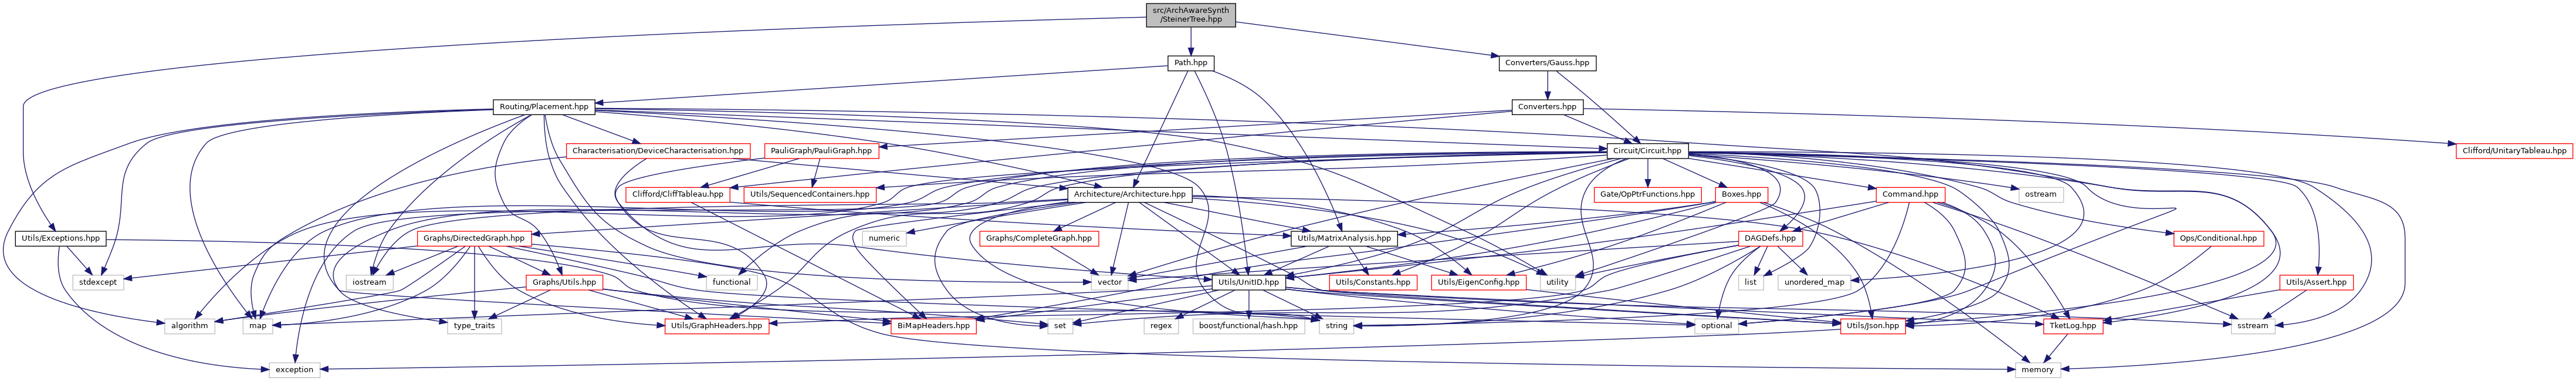 src/ArchAwareSynth
/SteinerTree.hpp
Path.hpp
Converters/Gauss.hpp
Routing/Placement.hpp
Converters.hpp
Characterisation/DeviceCharacterisation.hpp
PauliGraph/PauliGraph.hpp
Circuit/Circuit.hpp
Clifford/UnitaryTableau.hpp
Clifford/CliffTableau.hpp
Utils/SequencedContainers.hpp
Architecture/Architecture.hpp
Gate/OpPtrFunctions.hpp
Boxes.hpp
Command.hpp
ostream
Utils/Exceptions.hpp
Graphs/DirectedGraph.hpp
numeric
Graphs/CompleteGraph.hpp
Utils/MatrixAnalysis.hpp
DAGDefs.hpp
Ops/Conditional.hpp
stdexcept
iostream
Graphs/Utils.hpp
functional
vector
Utils/UnitID.hpp
Utils/Constants.hpp
Utils/EigenConfig.hpp
utility
list
unordered_map
Utils/Assert.hpp
algorithm
map
type_traits
Utils/GraphHeaders.hpp
BiMapHeaders.hpp
set
regex
boost/functional/hash.hpp
string
optional
Utils/Json.hpp
TketLog.hpp
sstream
exception
memory